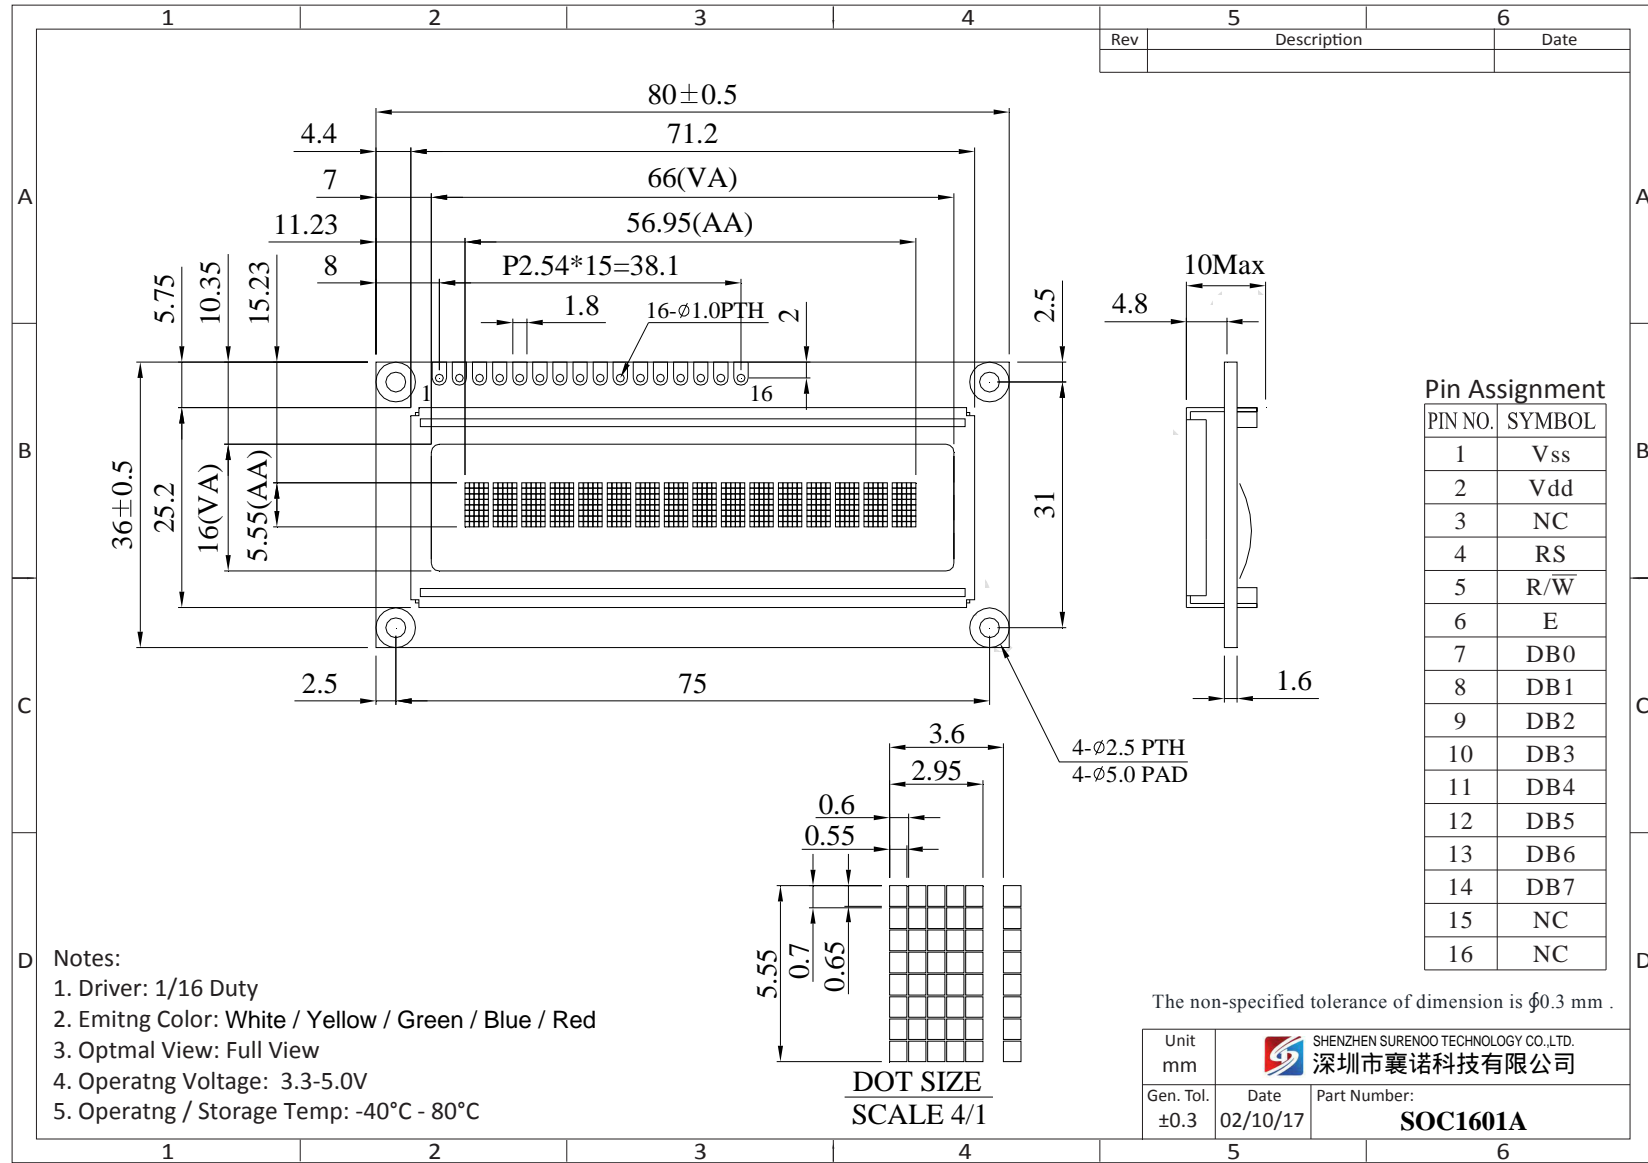 1 2 3 4 5 6
Rev Description Date
80±0.5
4.4 71.2
7 66(VA)
11.23 56.95(AA)
8 P2.54*15=38.1
1.8 16-ø1.0PTH 2
5.75 10.35 15.23
2.5
10Max
4.8
A A
1 16
B B
36±0.5 25.2 16(VA) 5.55(AA)
31
2.5 75
1.6
C C
4-ø2.5 PTH
4-ø5.0 PAD
Pin Assignment
PIN NO. SYMBOL
1 Vss
2 Vdd
3 NC
4 RS
5 R/W̅
6 E
7 DB0
8 DB1
9 DB2
10 DB3
11 DB4
12 DB5
13 DB6
14 DB7
15 NC
16 NC
3.6
2.95
0.6
0.55
5.55 0.7 0.65
DOT SIZE
SCALE 4/1
D D
Notes:
1. Driver: 1/16 Duty
2. Emitng Color: White / Yellow / Green / Blue / Red
3. Optmal View: Full View
4. Operatng Voltage: 3.3-5.0V
5. Operatng / Storage Temp: -40°C - 80°C
The non-specified tolerance of dimension is ϕ0.3 mm .
Unit
mm
SHENZHEN SURENOO TECHNOLOGY CO.,LTD.
深圳市襄诺科技有限公司
Gen. Tol. Date Part Number:
±0.3 02/10/17 SOC1601A
1 2 3 4 5 6